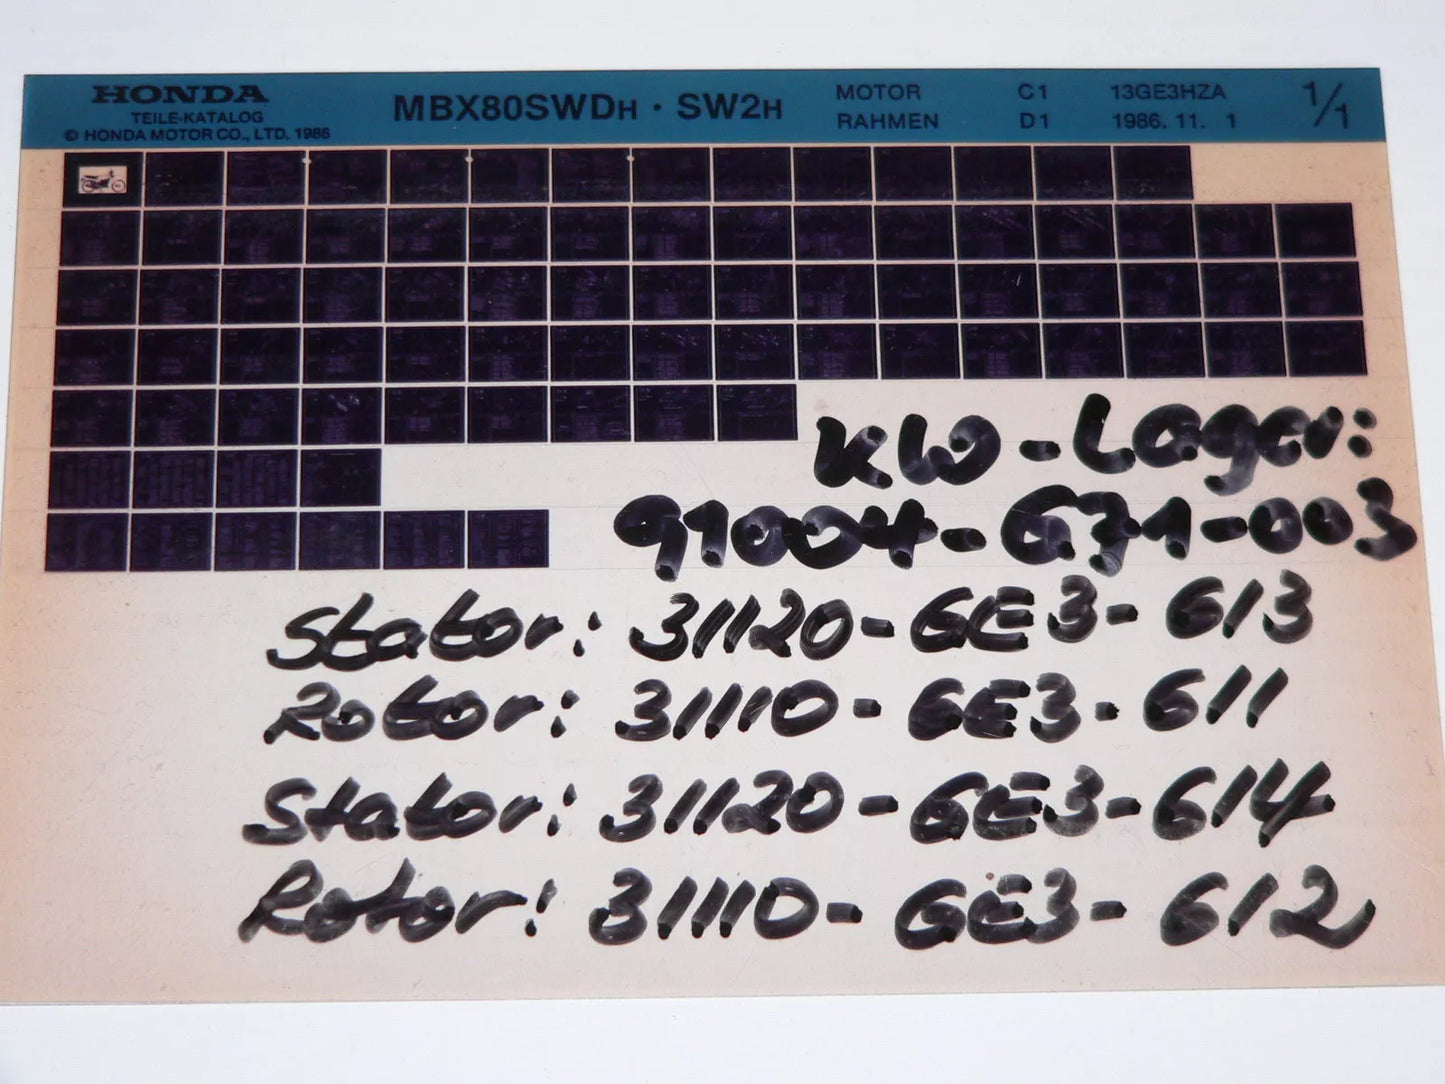 HONDA
TEILE-KATALOG
© HONDA MOTOR CO., LTD. 1986
MBX80SWDH · SW2H
MOTOR C1 13GE3HZA
RAHMEN D1 1986. 11. 1
1/1
KW-Lager:
91004-GJ1-003
Stator: 31120-GE3-613
Rotor: 31110-GE3-611
Stator: 31120-GE3-614
Rotor: 31110-GE3-612